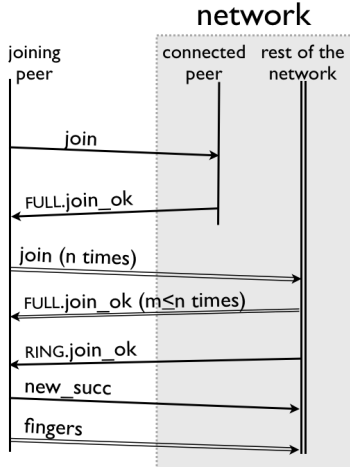 network
joining peer
connected peer
rest of the network
join
FULL.join_ok
join (n times)
FULL.join_ok (m≤n times)
RING.join_ok
new_succ
fingers